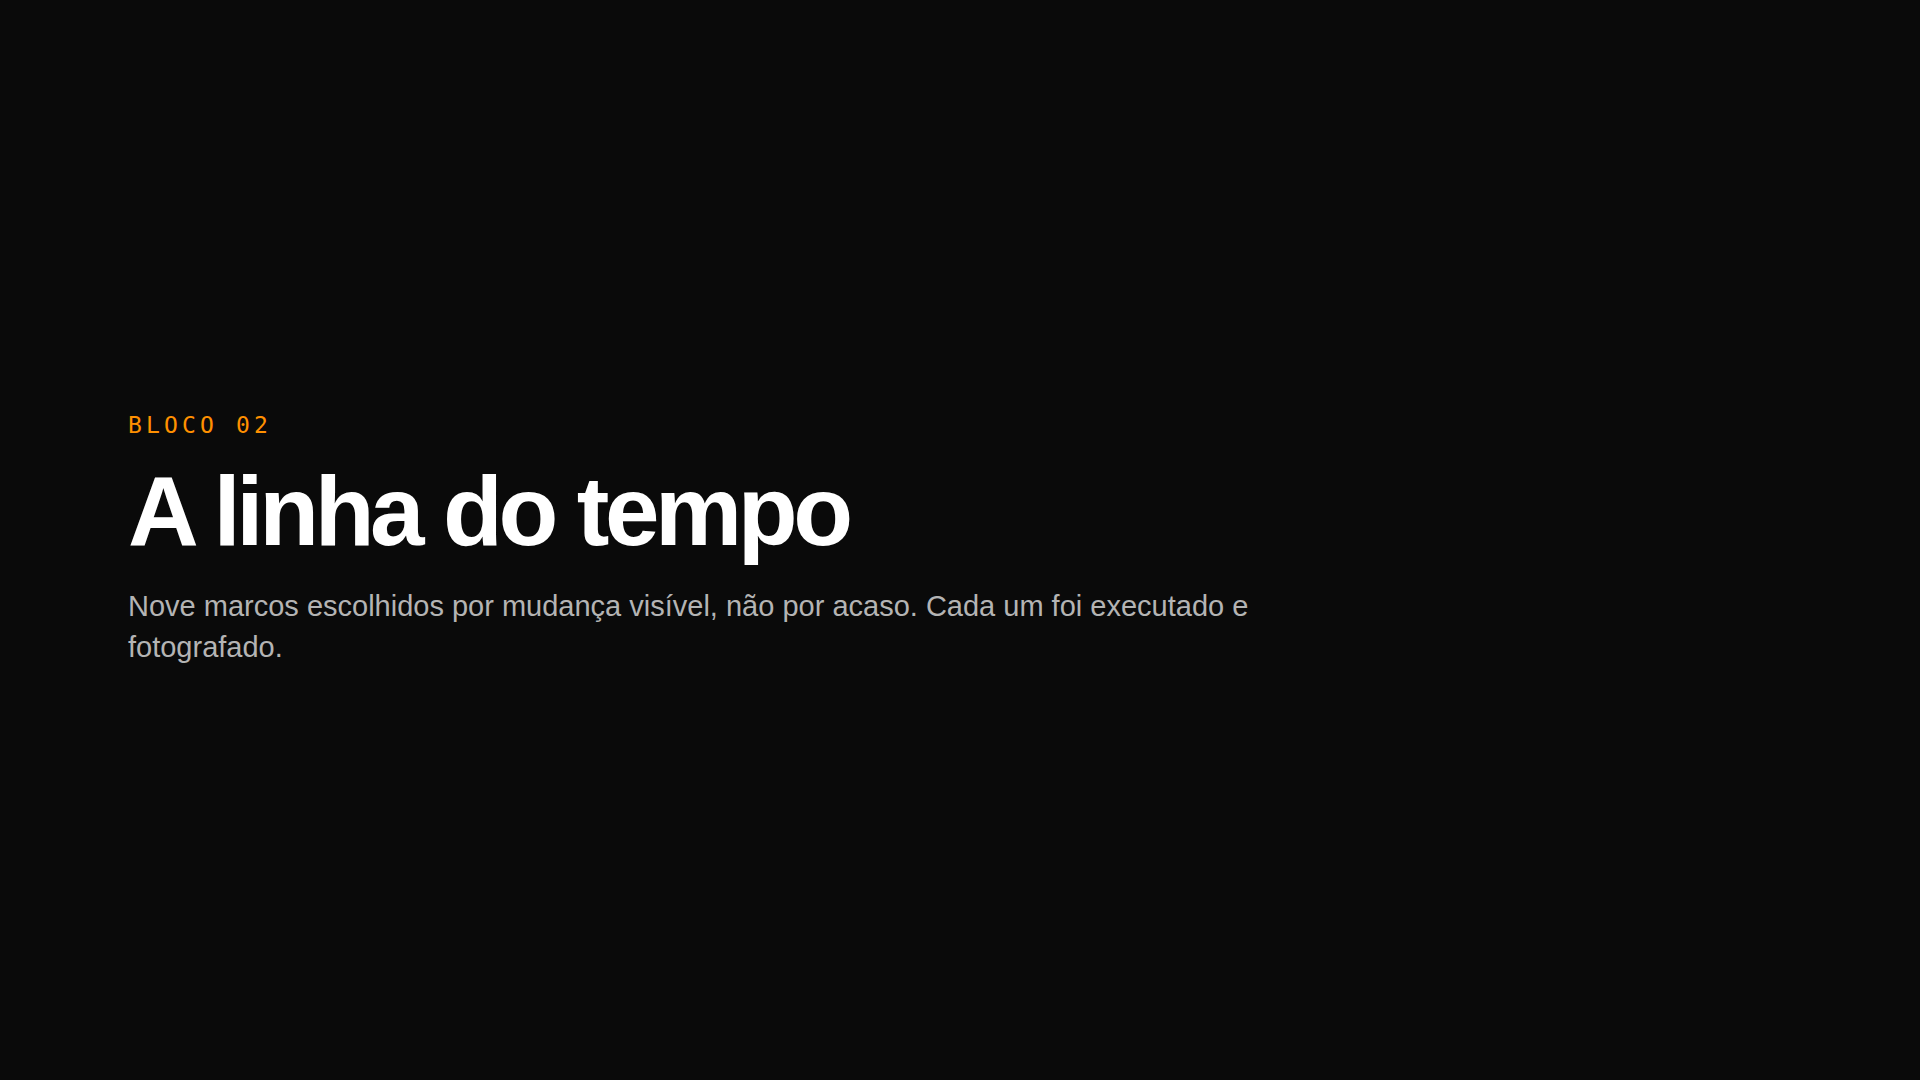 BLOCO 02
A linha do tempo
Nove marcos escolhidos por mudança visível, não por acaso. Cada um foi executado e
fotografado.